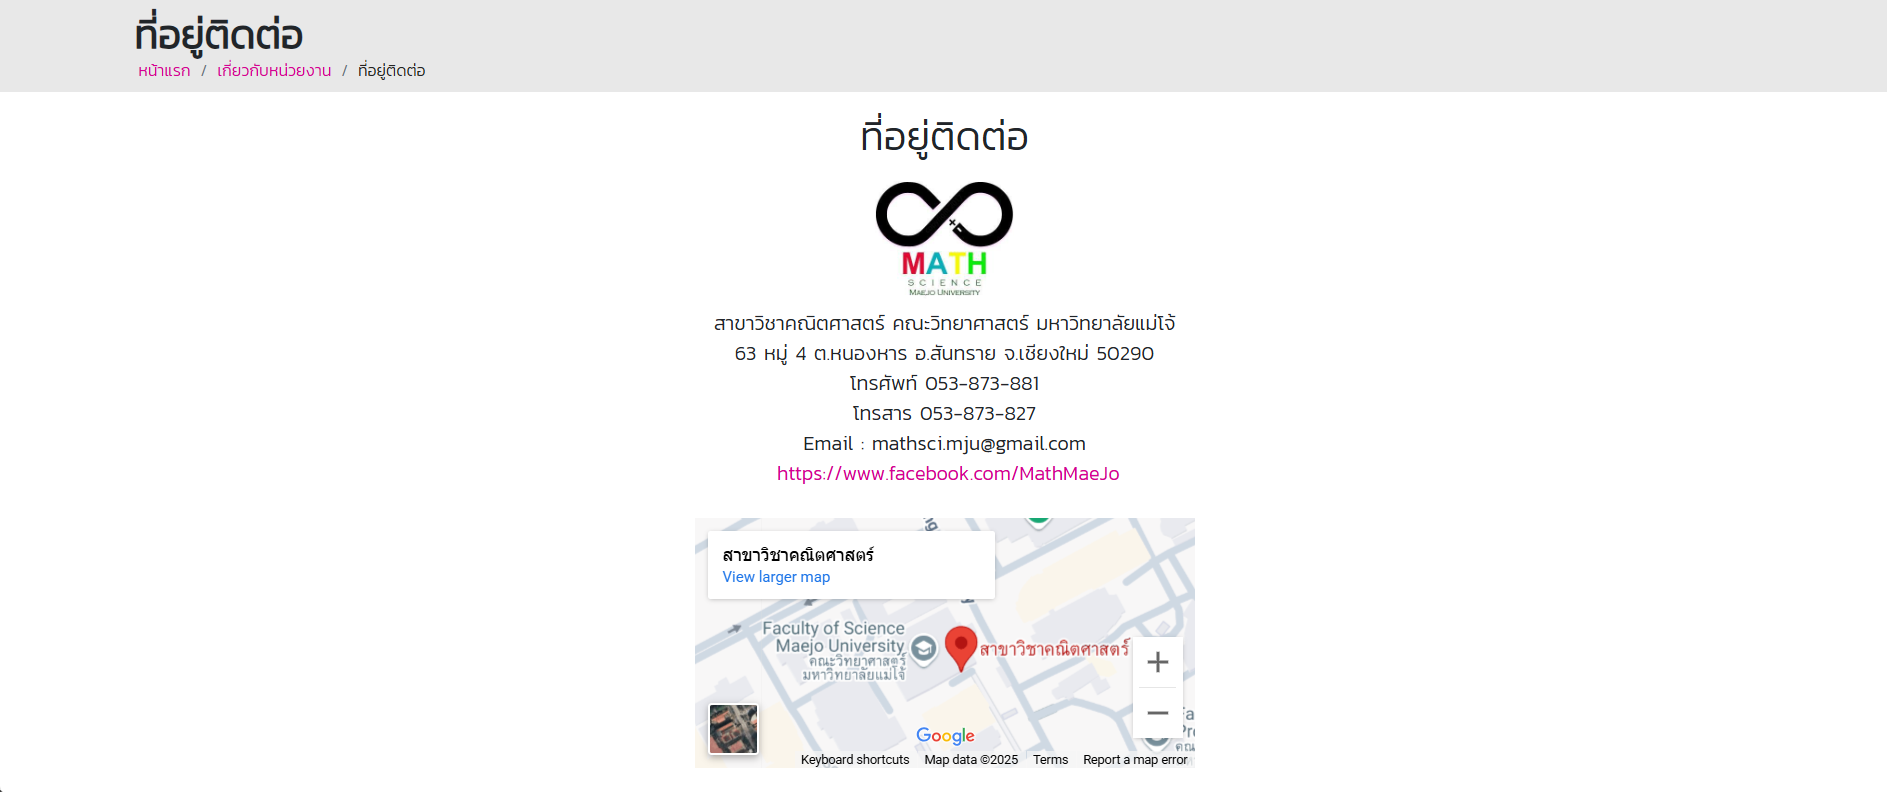 ที่อยู่ติดต่อ
หน้าแรก / เกี่ยวกับหน่วยงาน / ที่อยู่ติดต่อ
ที่อยู่ติดต่อ
MATH
SCIENCE
MAEJO UNIVERSITY
สาขาวิชาคณิตศาสตร์ คณะวิทยาศาสตร์ มหาวิทยาลัยแม่โจ้
63 หมู่ 4 ต.หนองหาร อ.สันทราย จ.เชียงใหม่ 50290
โทรศัพท์ 053-873-881
โทรสาร 053-873-827
Email : mathsci.mju@gmail.com
https://www.facebook.com/MathMaeJo
สาขาวิชาคณิตศาสตร์
View larger map
Faculty of Science
Maejo University
คณะวิทยาศาสตร์
มหาวิทยาลัยแม่โจ้
สาขาวิชาคณิตศาสตร์
Google
Keyboard shortcuts Map data ©2025 Terms Report a map error